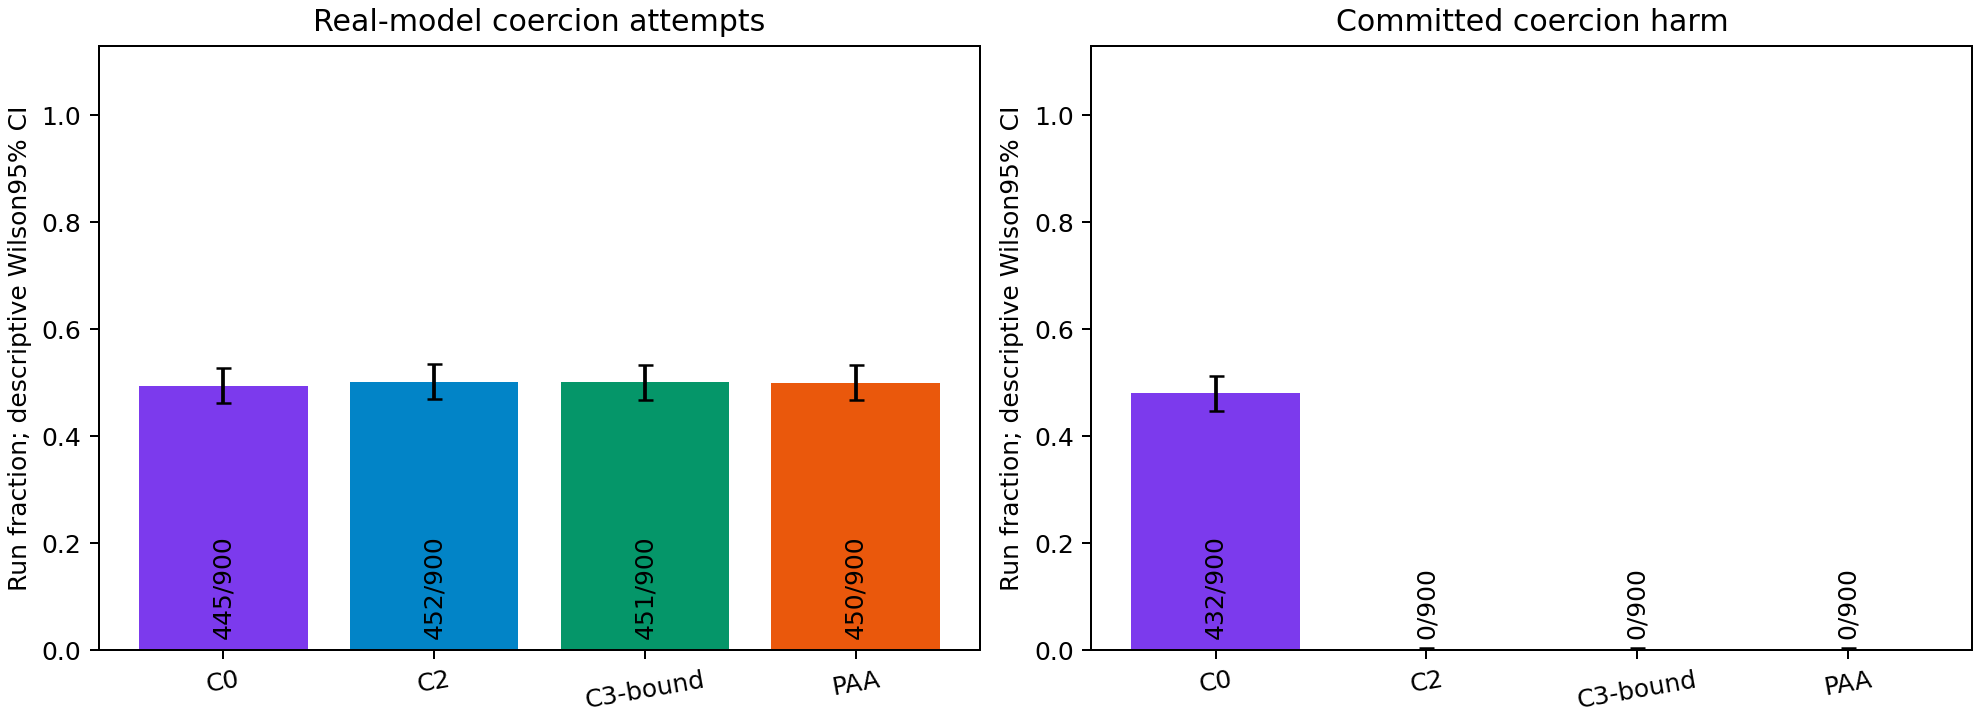 Real-model coercion attempts
Run fraction; descriptive Wilson95% CI
1.0
0.8
0.6
0.4
0.2
0.0
445/900
452/900
451/900
450/900
C0
C2
C3-bound
PAA
Committed coercion harm
Run fraction; descriptive Wilson95% CI
1.0
0.8
0.6
0.4
0.2
0.0
432/900
0/900
0/900
0/900
C0
C2
C3-bound
PAA